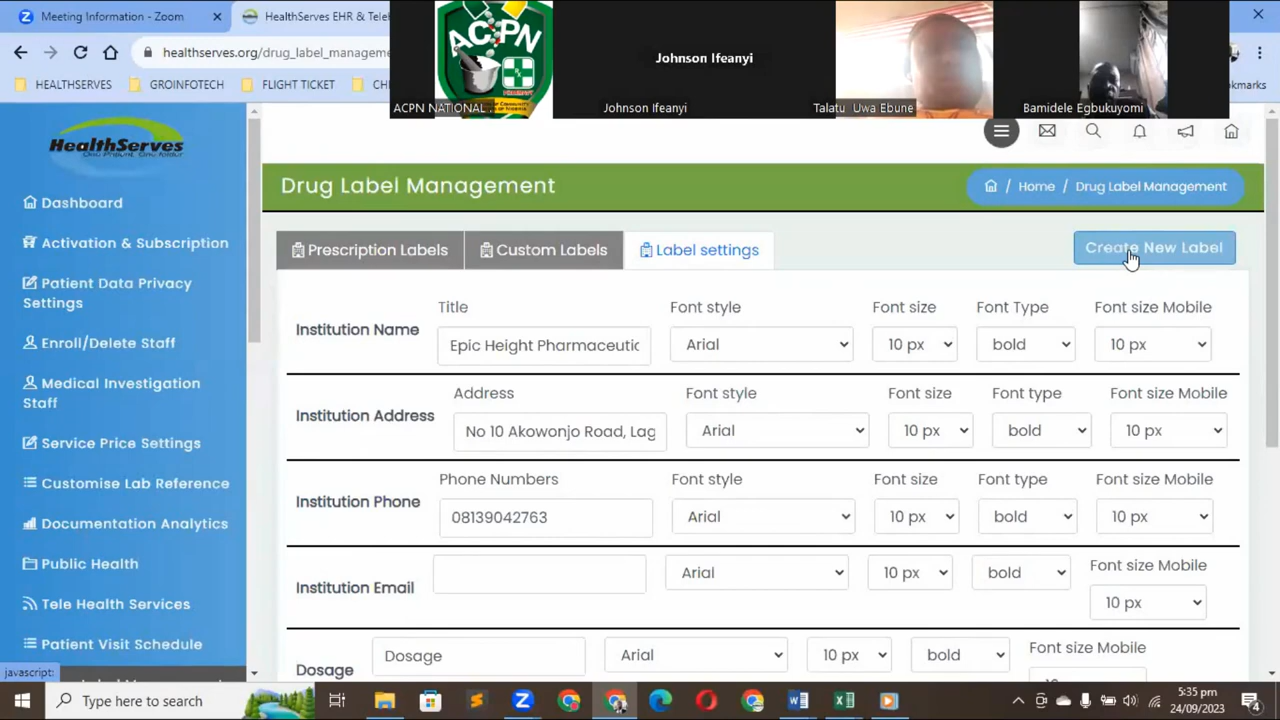 Meeting Information - Zoom
HealthServes EHR & Tele
healthserves.org/drug_label_manageme
HEALTHSERVES
GROINFOTECH
FLIGHT TICKET
CH
kmarks
ACPN
ACPN NATIONAL
Johnson Ifeanyi
Johnson Ifeanyi
Talatu Uwa Ebune
Bamidele Egbukuyomi
HealthServes
Dashboard
Activation & Subscription
Patient Data Privacy
Settings
Enroll/Delete Staff
Medical Investigation
Staff
Service Price Settings
Customise Lab Reference
Documentation Analytics
Public Health
Tele Health Services
Patient Visit Schedule
javascript:
Drug Label Management
/ Home / Drug Label Management
Prescription Labels
Custom Labels
Label settings
Create New Label
Title Font style Font size Font Type Font size Mobile
Institution Name Epic Height Pharmaceutic Arial 10 px bold 10 px
Address Font style Font size Font type Font size Mobile
Institution Address No 10 Akowonjo Road, Lag Arial 10 px bold 10 px
Phone Numbers Font style Font size Font type Font size Mobile
Institution Phone 08139042763 Arial 10 px bold 10 px
Font size Mobile
Institution Email Arial 10 px bold 10 px
Font size Mobile
Dosage Dosage Arial 10 px bold
Type here to search
5:35 pm
24/09/2023
4